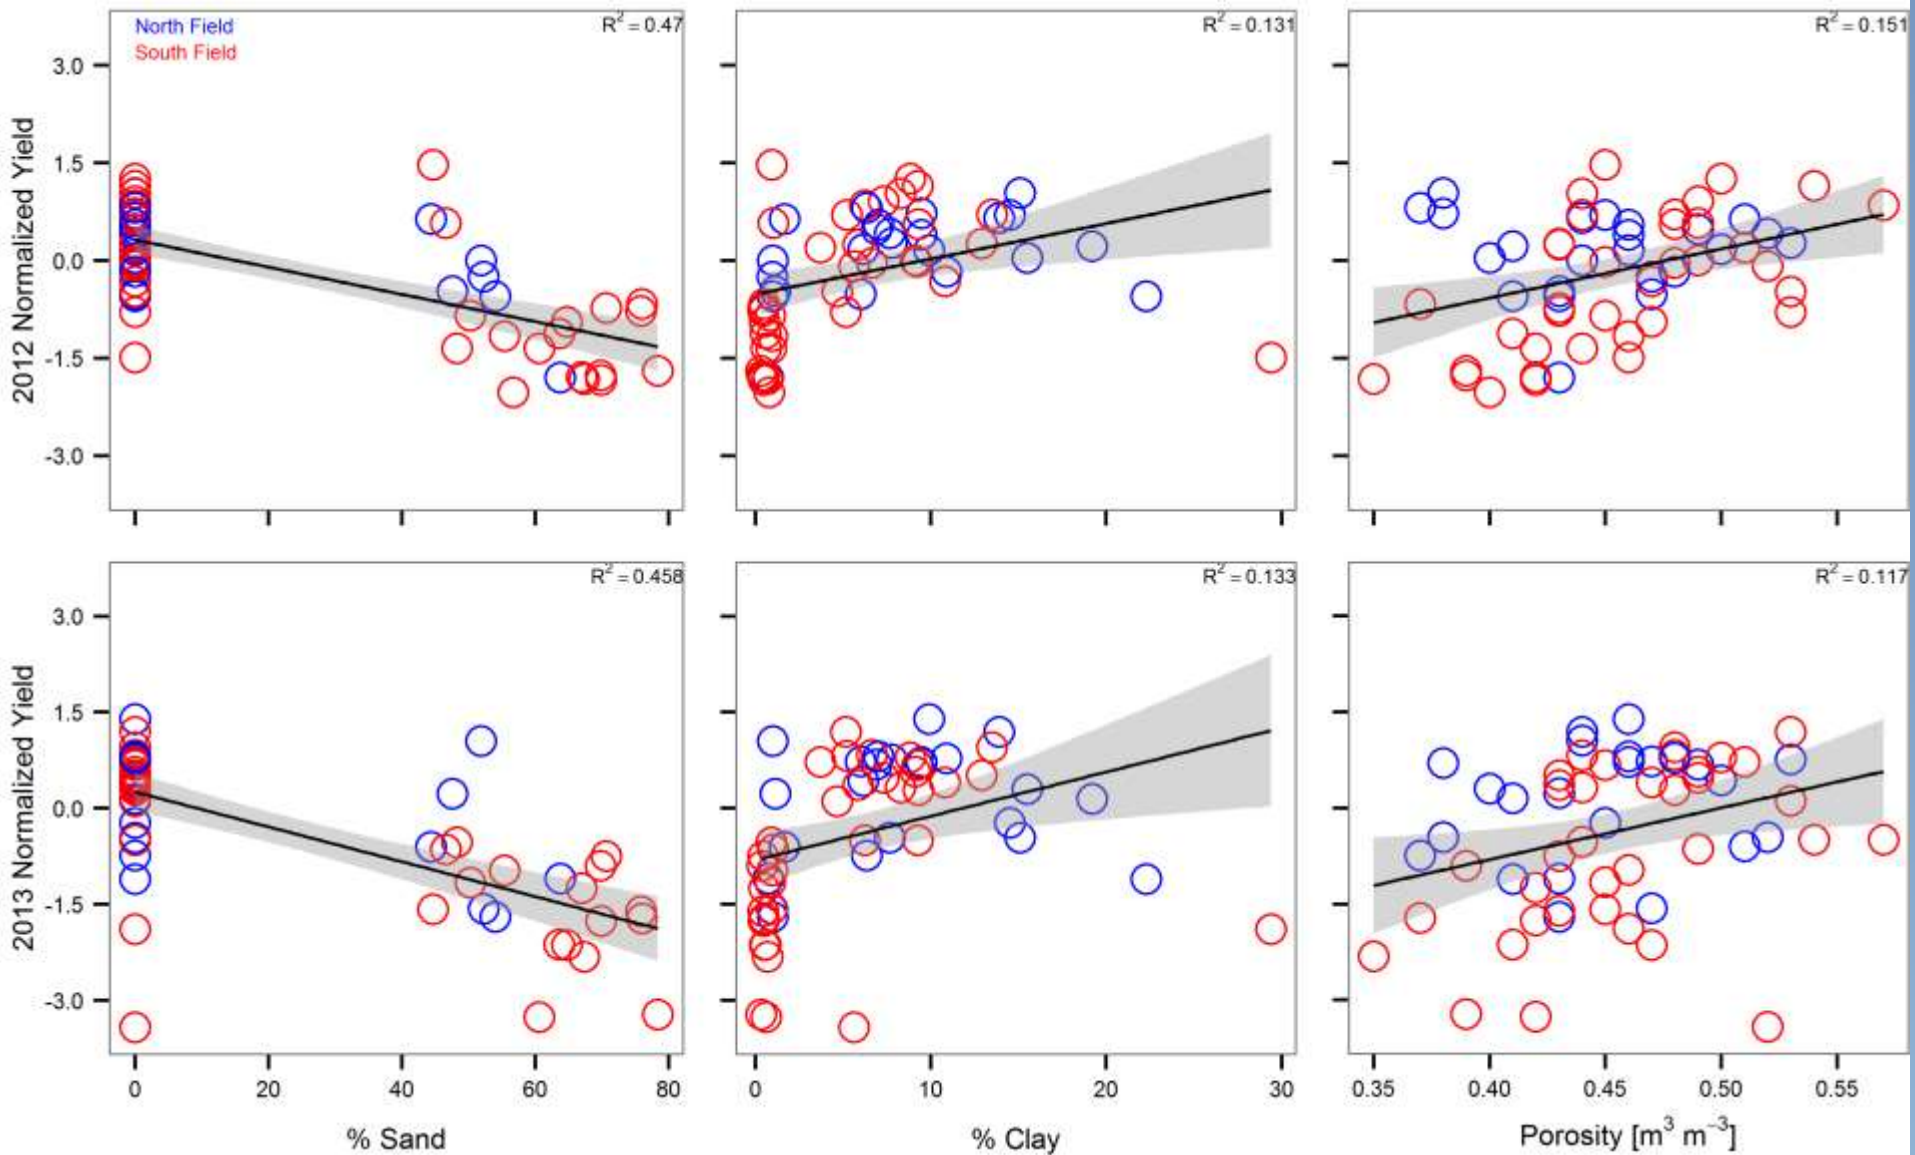 North Field
South Field
R² = 0.47
R² = 0.131
R² = 0.151
2012 Normalized Yield
3.0
1.5
0.0
-1.5
-3.0
R² = 0.458
R² = 0.133
R² = 0.117
2013 Normalized Yield
3.0
1.5
0.0
-1.5
-3.0
0 20 40 60 80
0 10 20 30
0.35 0.40 0.45 0.50 0.55
% Sand
% Clay
Porosity [m³ m⁻³]